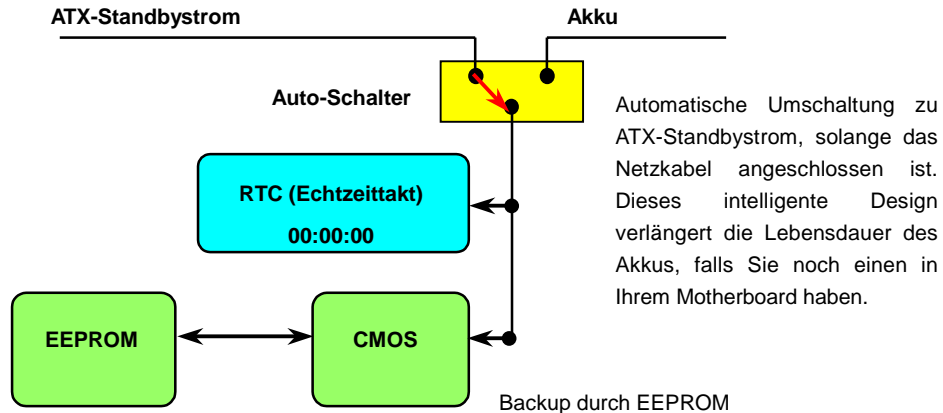 ATX-Standbystrom
Akku
Auto-Schalter
Automatische Umschaltung zu
ATX-Standbystrom, solange das
Netzkabel angeschlossen ist.
Dieses intelligente Design
verlängert die Lebensdauer des
Akkus, falls Sie noch einen in
Ihrem Motherboard haben.
RTC (Echtzeittakt)
00:00:00
EEPROM
CMOS
Backup durch EEPROM